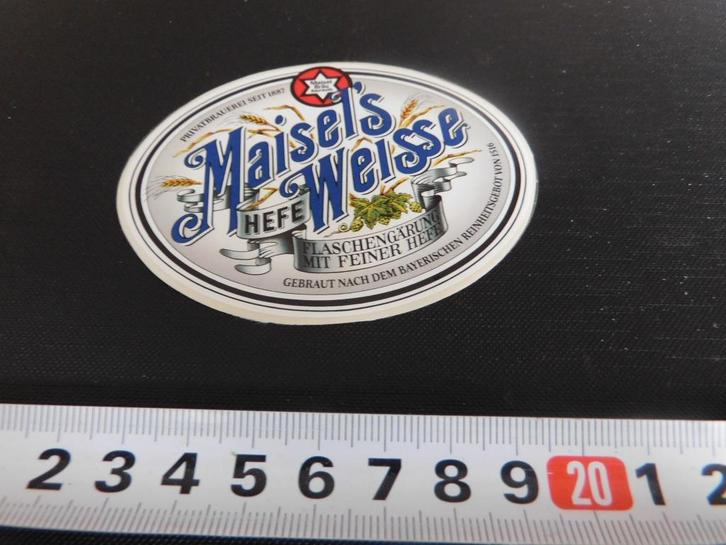 PRIVATBRAUEREI SEIT 1887
Maisel's
Weisse
HEFE
FLASCHENGÄRUNG
MIT FEINER HEFE
GEBRAUT NACH DEM BAYERISCHEN REINHEITSGEBOT VON 1516
2 3 4 5 6 7 8 9 20 1 2